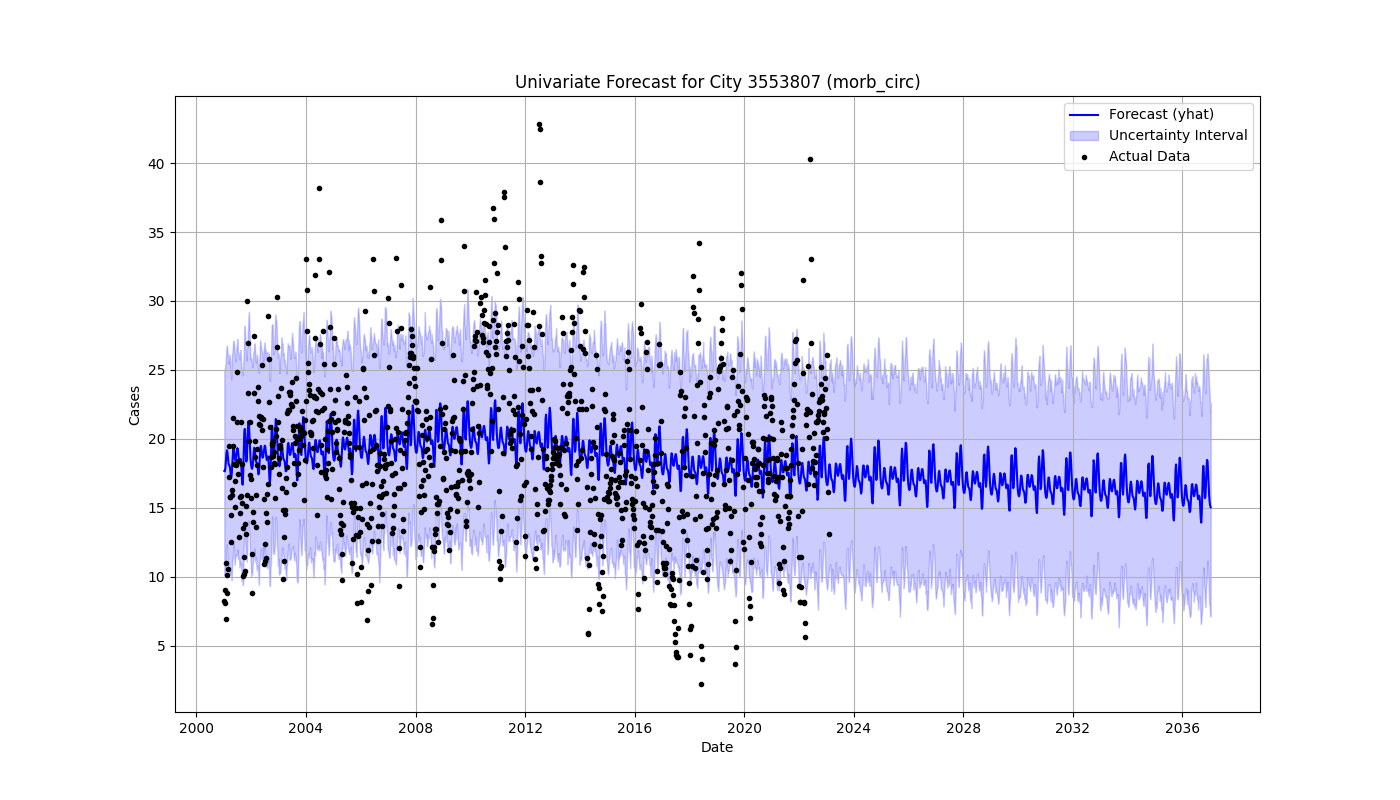 Univariate Forecast for City 3553807 (morb_circ)
Forecast (yhat)
Uncertainty Interval
Actual Data
40
35
30
25
20
15
10
5
Cases
2000 2004 2008 2012 2016 2020 2024 2028 2032 2036
Date